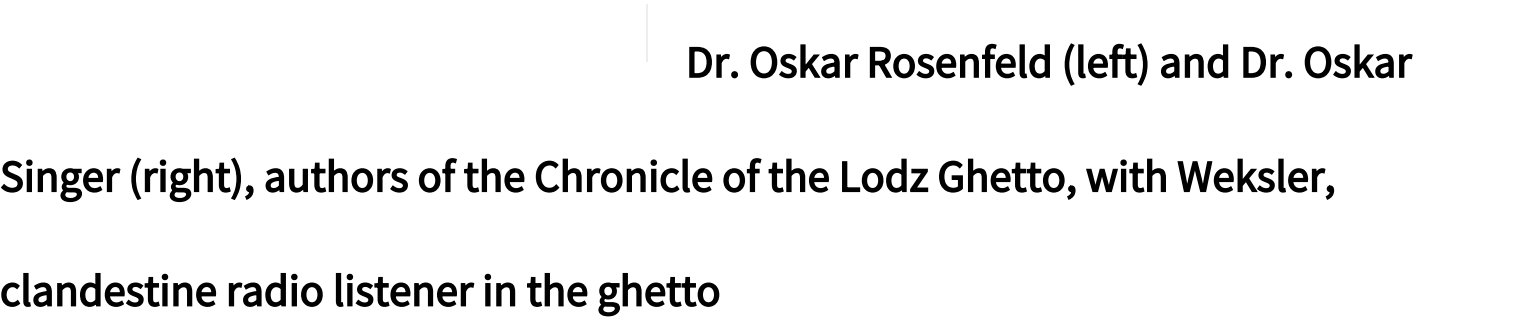 Dr. Oskar Rosenfeld (left) and Dr. Oskar
Singer (right), authors of the Chronicle of the Lodz Ghetto, with Weksler,
clandestine radio listener in the ghetto